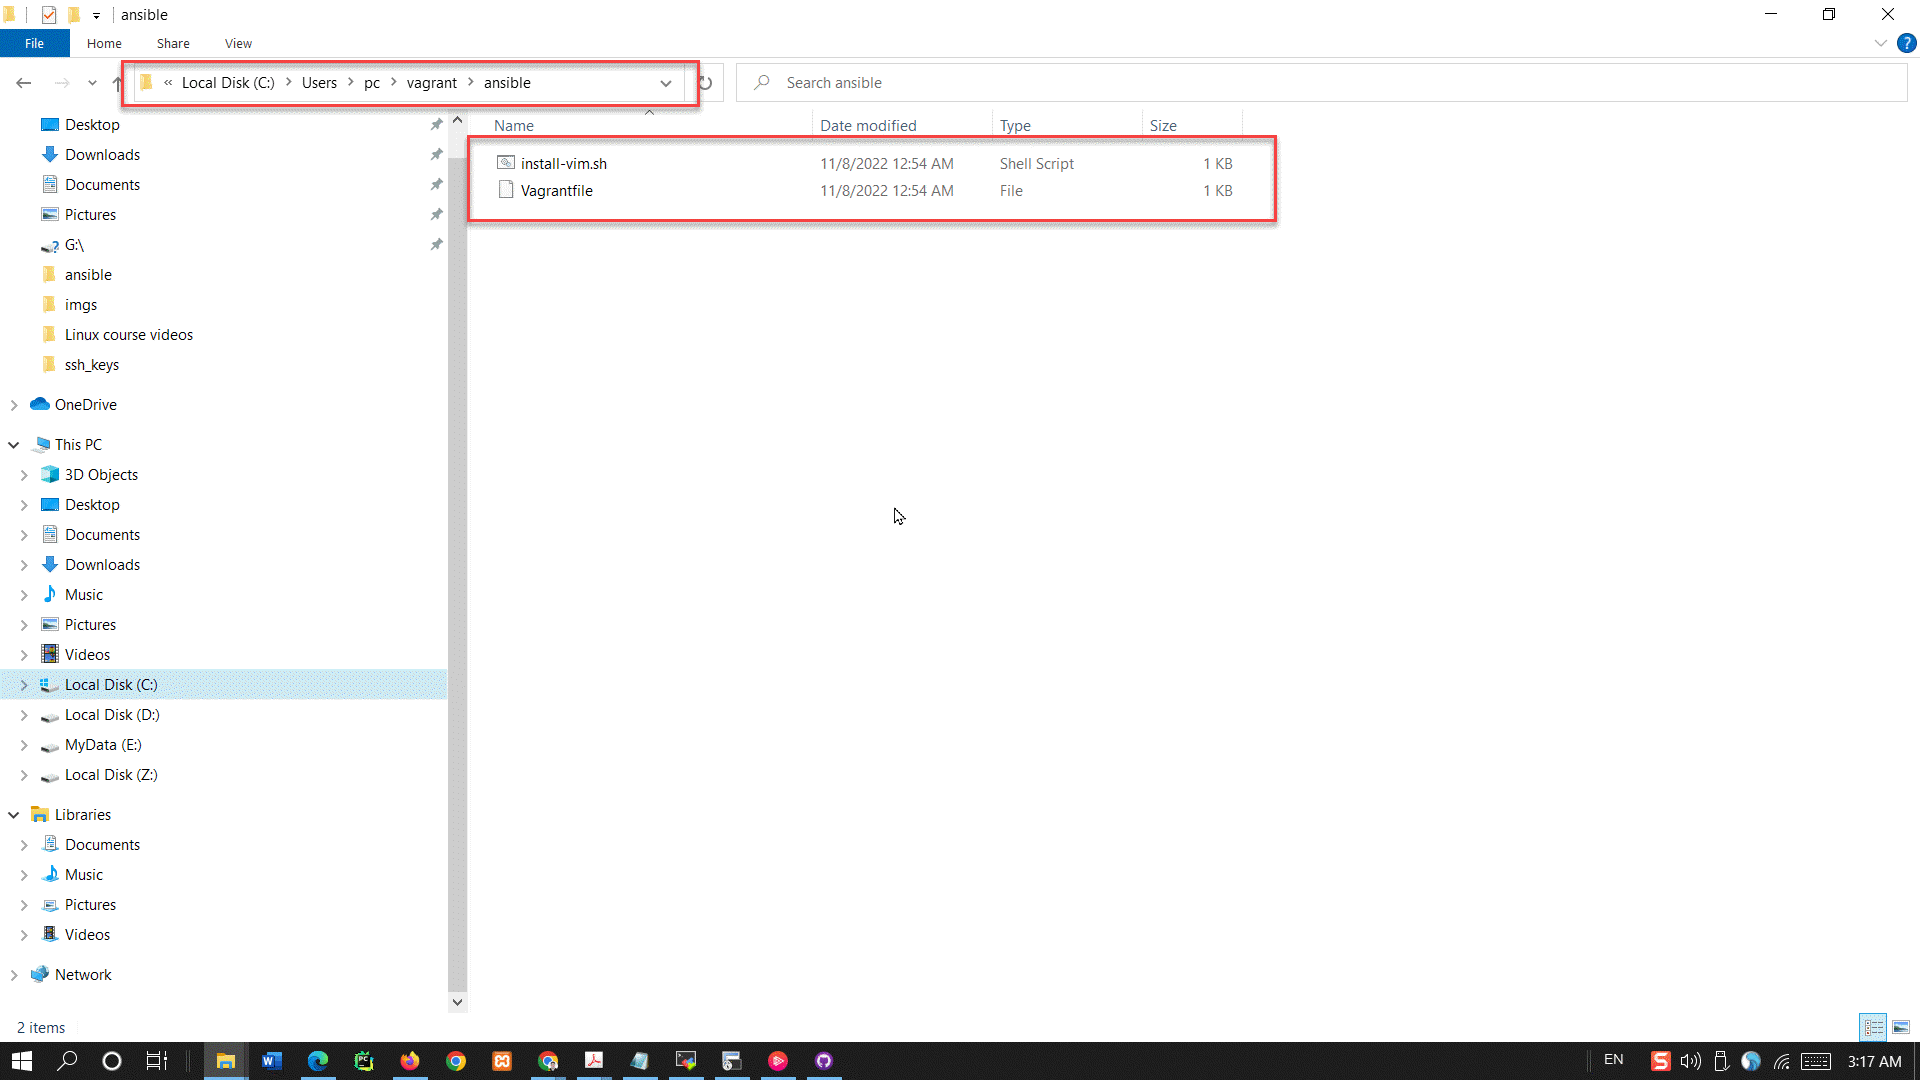 ansible
File Home Share View
« Local Disk (C:) Users pc vagrant ansible Search ansible
Name Date modified Type Size
install-vim.sh 11/8/2022 12:54 AM Shell Script 1 KB
Vagrantfile 11/8/2022 12:54 AM File 1 KB
Desktop
Downloads
Documents
Pictures
G:\
ansible
imgs
Linux course videos
ssh_keys
OneDrive
This PC
3D Objects
Desktop
Documents
Downloads
Music
Pictures
Videos
Local Disk (C:)
Local Disk (D:)
MyData (E:)
Local Disk (Z:)
Libraries
Documents
Music
Pictures
Videos
Network
2 items
EN 3:17 AM